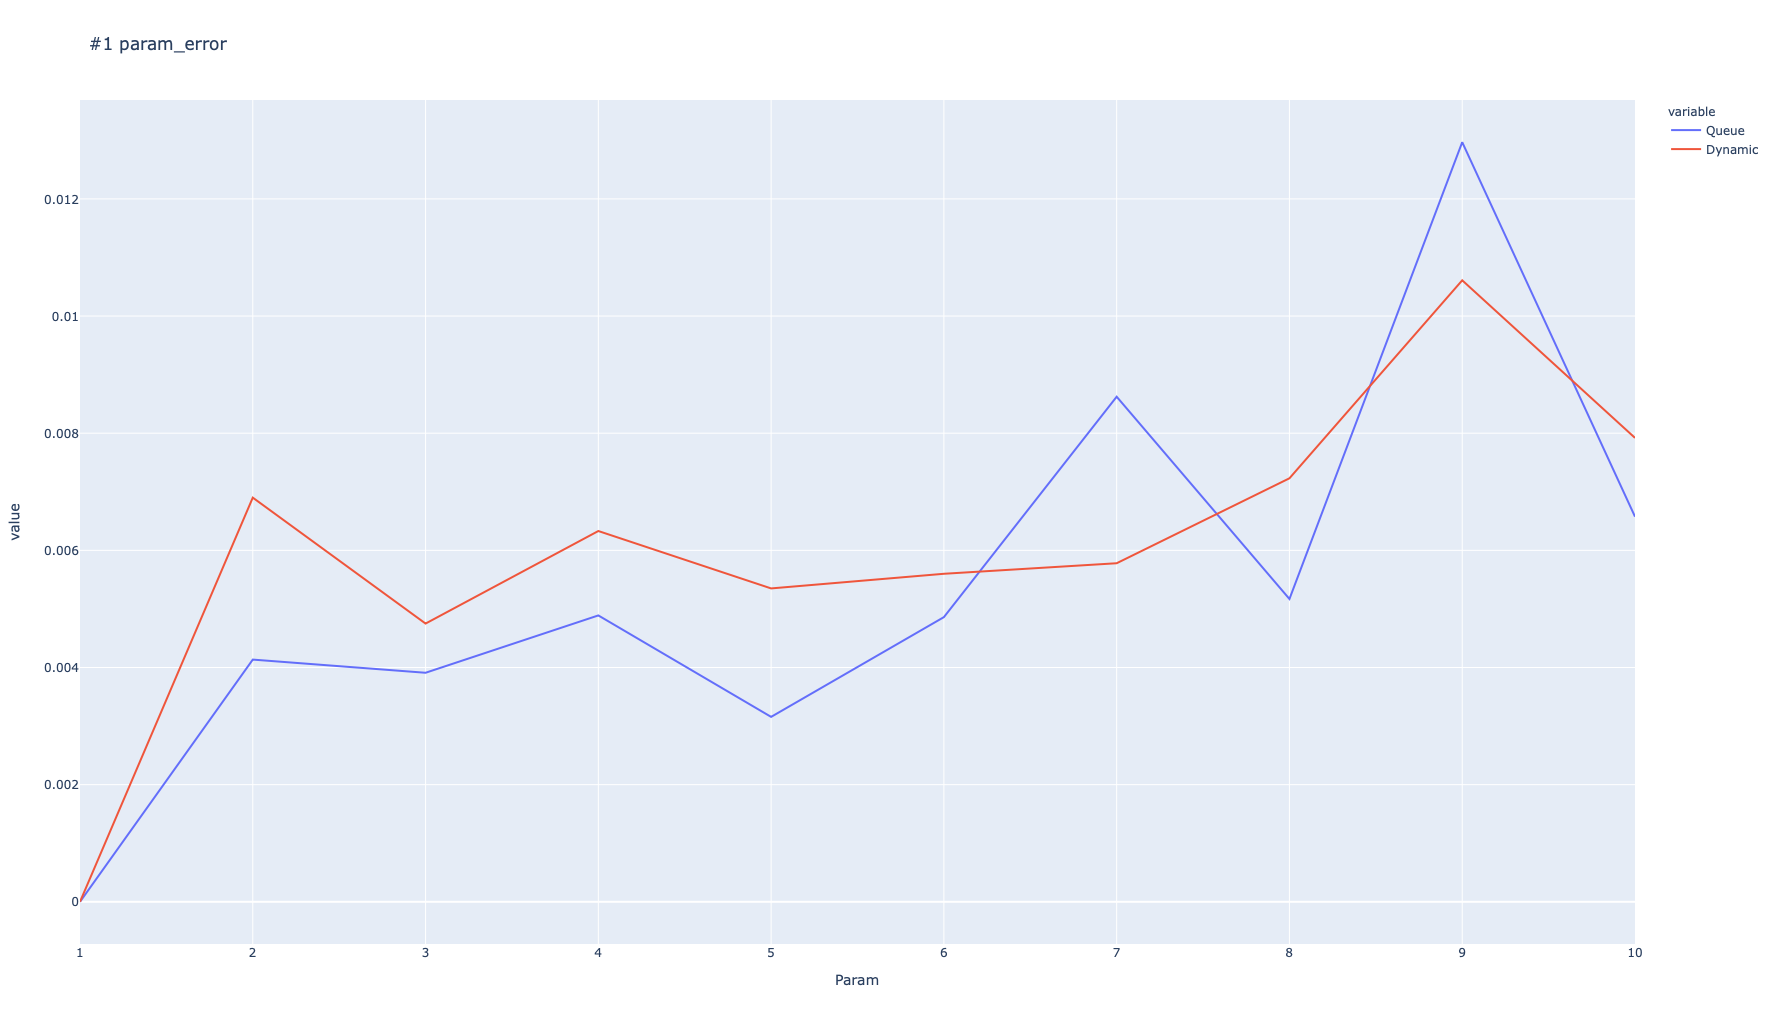 #1 param_error
variable
Queue
Dynamic
value
0.012
0.01
0.008
0.006
0.004
0.002
0
1 2 3 4 5 6 7 8 9 10
Param